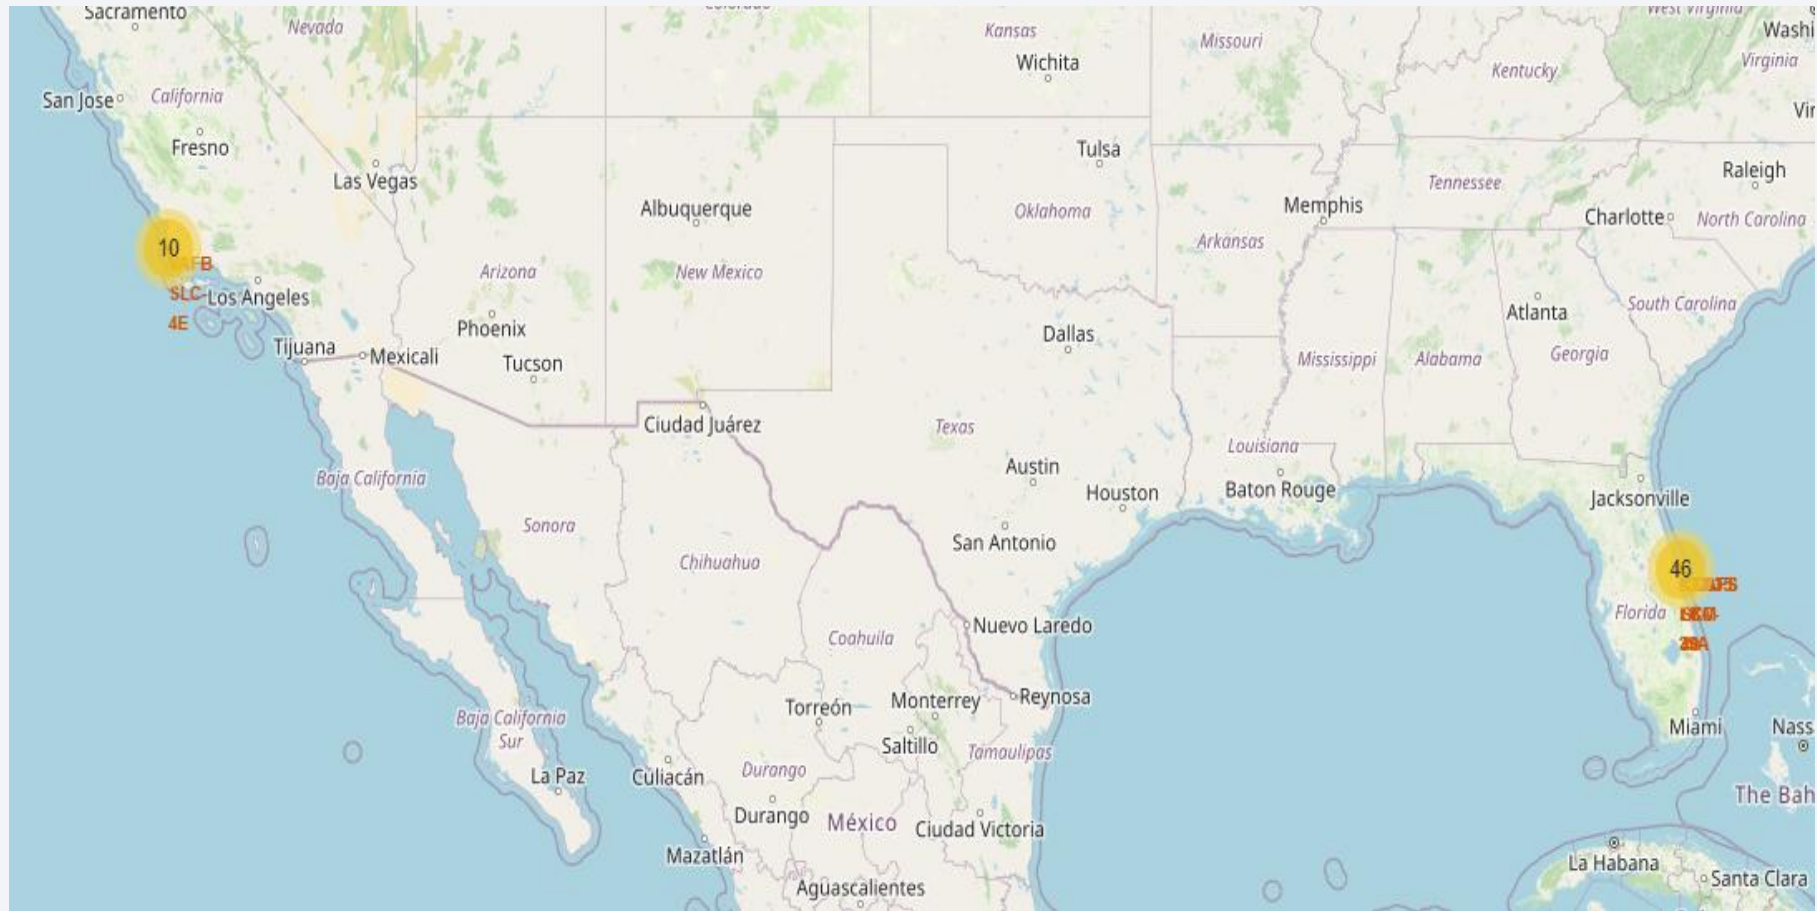 Sacramento
Nevada
Kansas
Missouri
West Virginia
Washi
Wichita
Kentucky
Virginia
San Jose
California
Vir
Fresno
Tulsa
Las Vegas
Tennessee
Raleigh
Albuquerque
Oklahoma
Memphis
Charlotte
North Carolina
10
Arkansas
AFB
Arizona
New Mexico
SLC-
Los Angeles
South Carolina
4E
Atlanta
Phoenix
Dallas
Tijuana
Mexicali
Tucson
Mississippi
Alabama
Georgia
Ciudad Juárez
Texas
Louisiana
Austin
Baja California
Houston
Baton Rouge
Jacksonville
Sonora
San Antonio
Chihuahua
46
Florida
Nuevo Laredo
Coahuila
Torreón
Monterrey
Reynosa
Baja California
Sur
Saltillo
Tamaulipas
Miami
Nass
La Paz
Culiacán
Durango
The Bah
Durango
México
Ciudad Victoria
Mazatlán
La Habana
Aguascalientes
Santa Clara